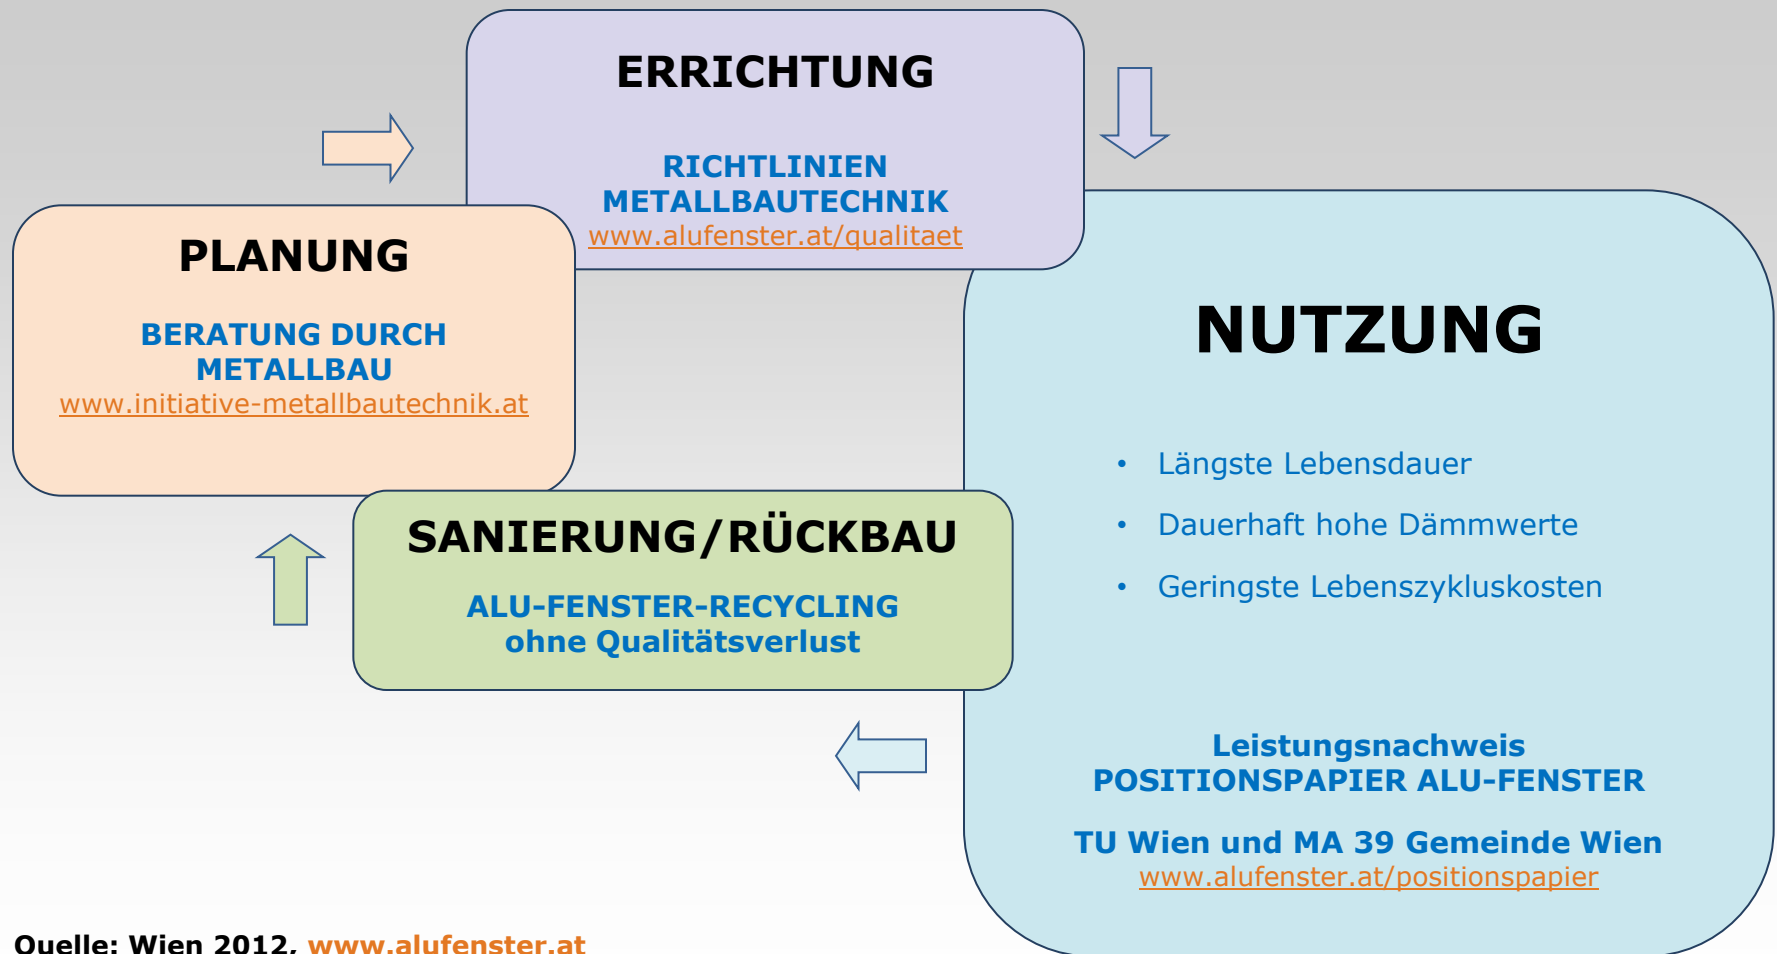 ERRICHTUNG
RICHTLINIEN
METALLBAUTECHNIK
www.alufenster.at/qualitaet
PLANUNG
BERATUNG DURCH
METALLBAU
www.initiative-metallbautechnik.at
NUTZUNG
• Längste Lebensdauer
• Dauerhaft hohe Dämmwerte
• Geringste Lebenszykluskosten
Leistungsnachweis
POSITIONSPAPIER ALU-FENSTER
TU Wien und MA 39 Gemeinde Wien
www.alufenster.at/positionspapier
SANIERUNG/RÜCKBAU
ALU-FENSTER-RECYCLING
ohne Qualitätsverlust
Quelle: Wien 2012, www.alufenster.at